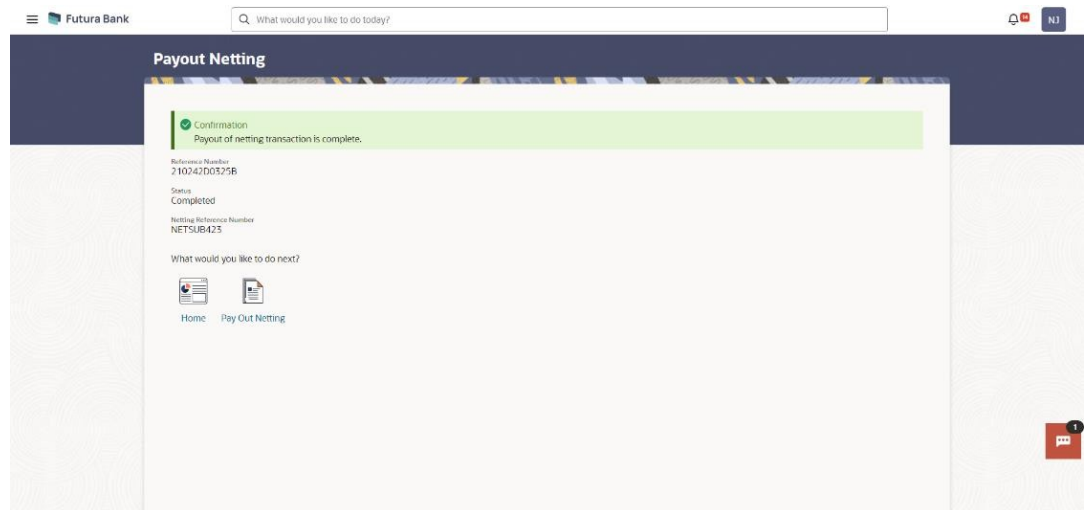 Futura Bank
What would you like to do today?
NJ
Payout Netting
Confirmation
Payout of netting transaction is complete.
Reference Number
210242D0325B
Status
Completed
Netting Reference Number
NETSUB423
What would you like to do next?
Home Pay Out Netting
1